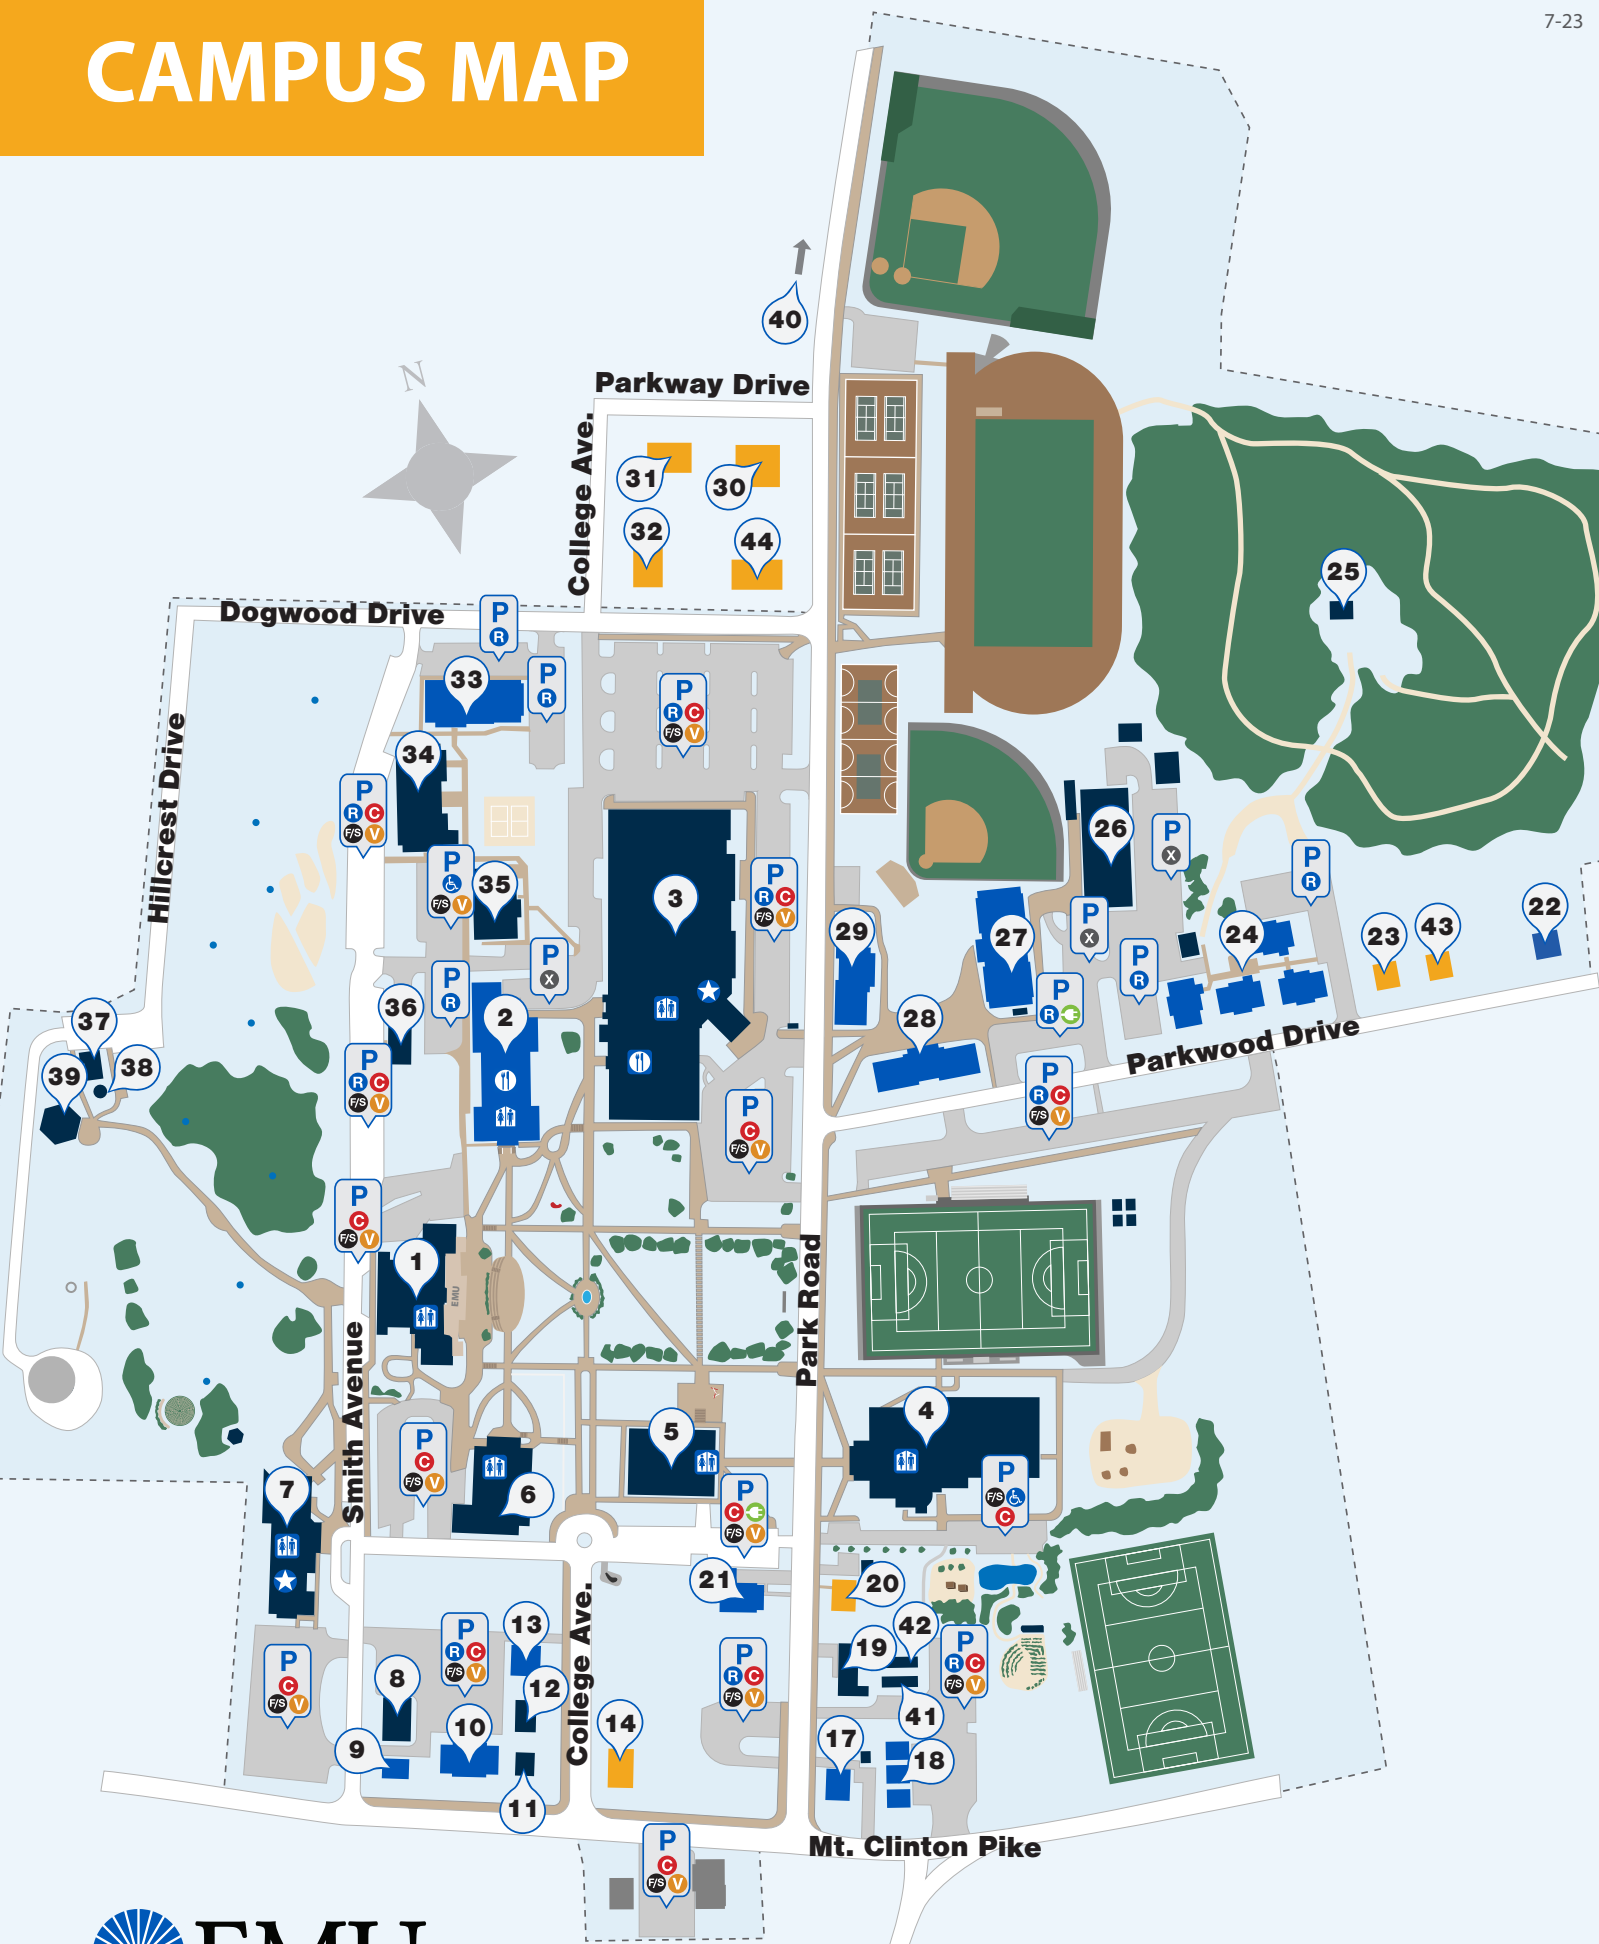 CAMPUS MAP
7-23
40
N
Parkway Drive
College Ave.
31
30
32
44
25
Dogwood Drive
P
R
33
P
R
P
R C
F/S V
34
Hillcrest Drive
P
R C
F/S V
26
P
X
P
R
P
F/S V
35
3
P
R C
F/S V
29
27
P
X
24
23
43
22
P
X
P
R
P
R
P
R
36
2
28
37
38
39
Parkwood Drive
P
R C
F/S V
P
R C
F/S V
P
C
F/S V
P
C
F/S V
1
EMU
Park Road
Smith Avenue
4
5
P
C
F/S V
7
6
P
F/S
C
P
C
F/S V
21
20
College Ave.
13
42
19
P
R C
F/S V
P
R C
F/S V
P
R C
F/S V
P
C
F/S V
8
12
10
14
41
17
9
18
11
Mt. Clinton Pike
P
C
F/S V
EMU